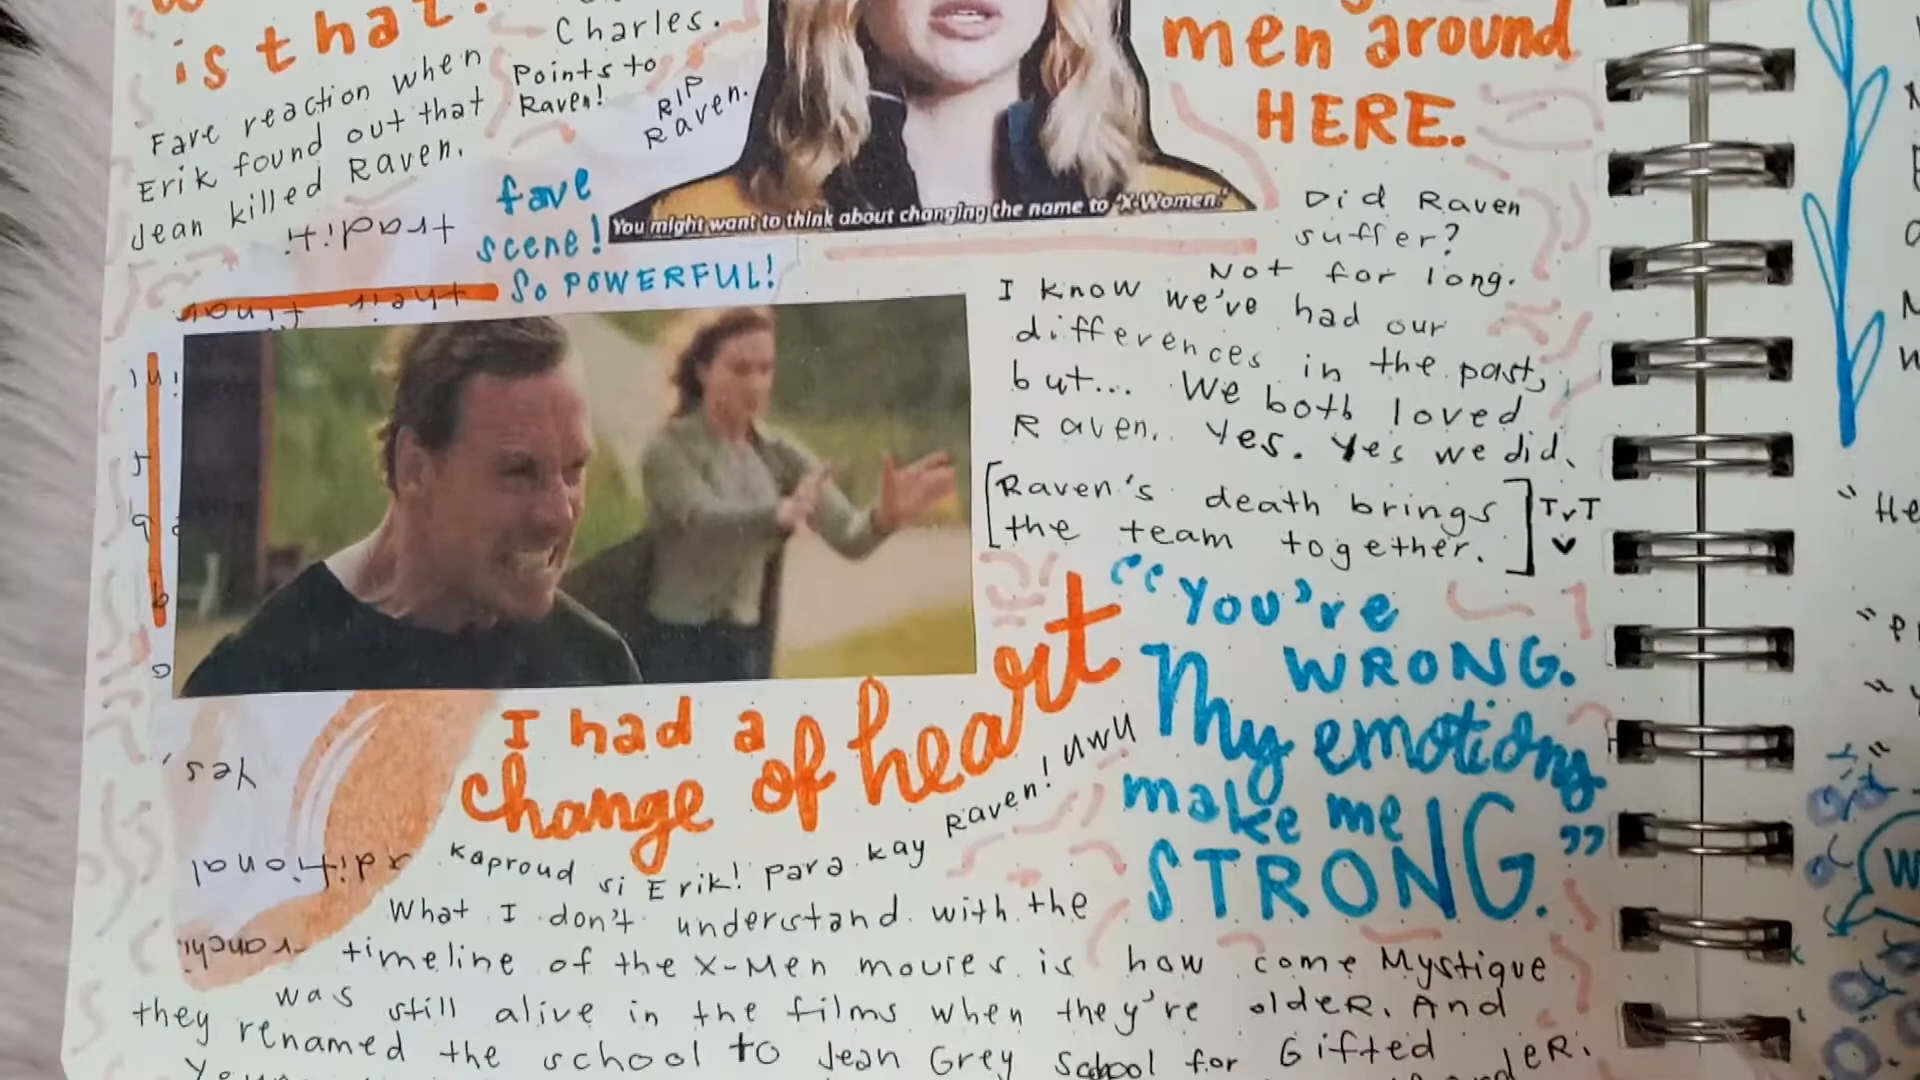 is that?
Charles.
Points to
Raven!
RIP
Raven.
Fave reaction when
Erik found out that
Jean killed Raven.
fave
scene!
So POWERFUL!
You might want to think about changing the name to 'X-Women.'
men around
HERE.
Did Raven
suffer?
Not for long.
I know we've had our
differences in the past,
but... We both loved
Raven. Yes. Yes we did.
[Raven's death brings
the team together.] TvT
I had a
change of heart
"You're
WRONG.
My emotions
make me
STRONG."
Kaproud si Erik! para kay Raven! uwu
What I don't understand with the
timeline of the X-Men movies is how come Mystique
was still alive in the films when they're older. And
they renamed the school to Jean Grey School for Gifted
traditi
their
Yes,
"He